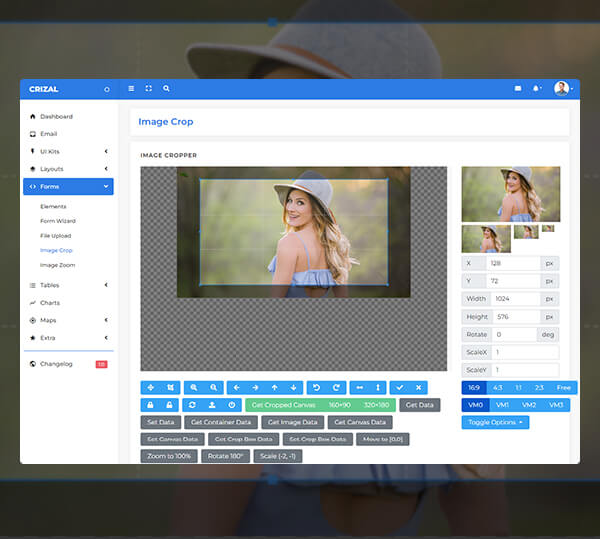 CRIZAL
Image Crop
Dashboard
Email
UI Kits
Layouts
Forms
Elements
Form Wizard
File Upload
Image Crop
Image Zoom
Tables
Charts
Maps
Extra
Changelog
IMAGE CROPPER
X 128 px
Y 72 px
Width 1024 px
Height 576 px
Rotate 0 deg
ScaleX 1
ScaleY 1
16:9 4:3 1:1 2:3 Free
VM0 VM1 VM2 VM3
Toggle Options
Get Cropped Canvas 160×90 320×180 Get Data
Set Data Get Container Data Get Image Data Get Canvas Data
Set Canvas Data Get Crop Box Data Set Crop Box Data Move to [0,0]
Zoom to 100% Rotate 180° Scale (-2, -1)